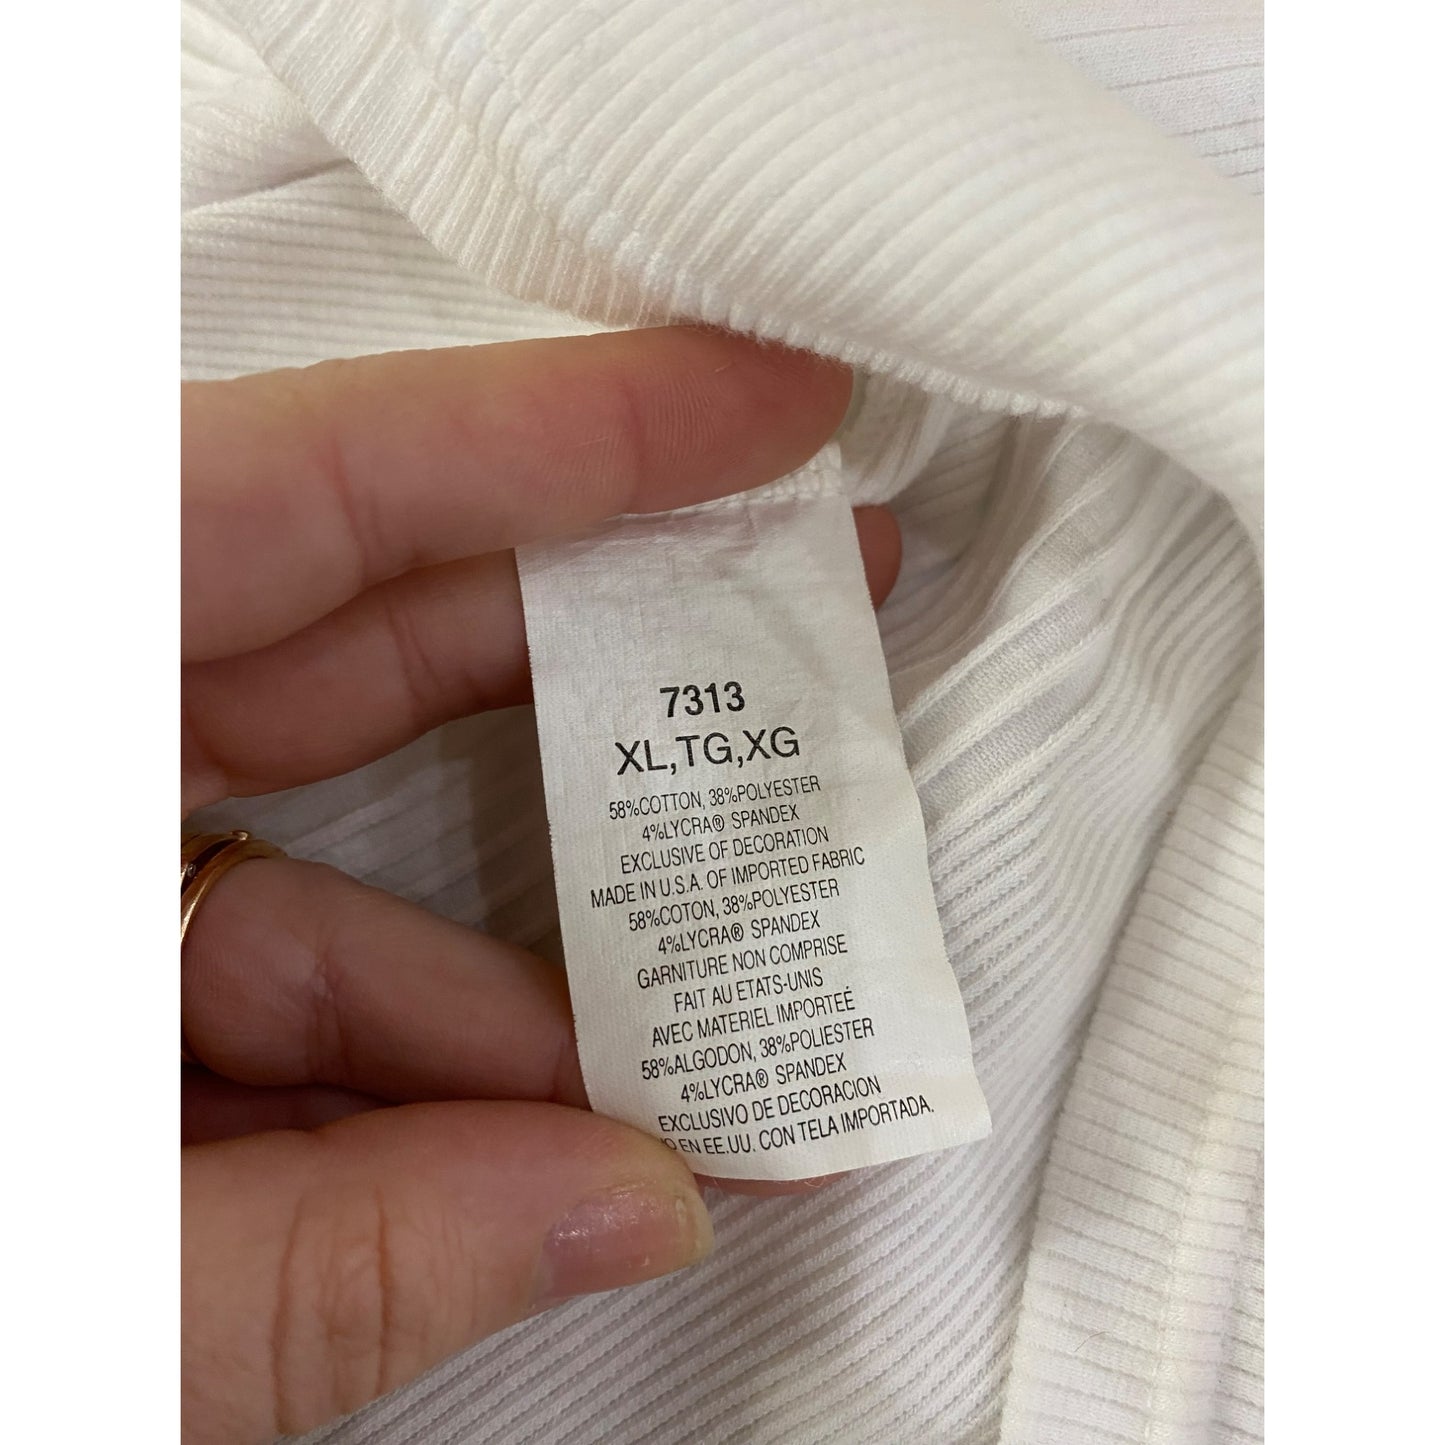 7313
XL,TG,XG
58%COTTON, 38%POLYESTER
4%LYCRA® SPANDEX
EXCLUSIVE OF DECORATION
MADE IN U.S.A. OF IMPORTED FABRIC
58%COTON, 38%POLYESTER
4%LYCRA® SPANDEX
GARNITURE NON COMPRISE
FAIT AU ETATS-UNIS
AVEC MATERIEL IMPORTEÉ
58%ALGODON, 38%POLIESTER
4%LYCRA® SPANDEX
EXCLUSIVO DE DECORACION
EN EE.UU. CON TELA IMPORTADA.